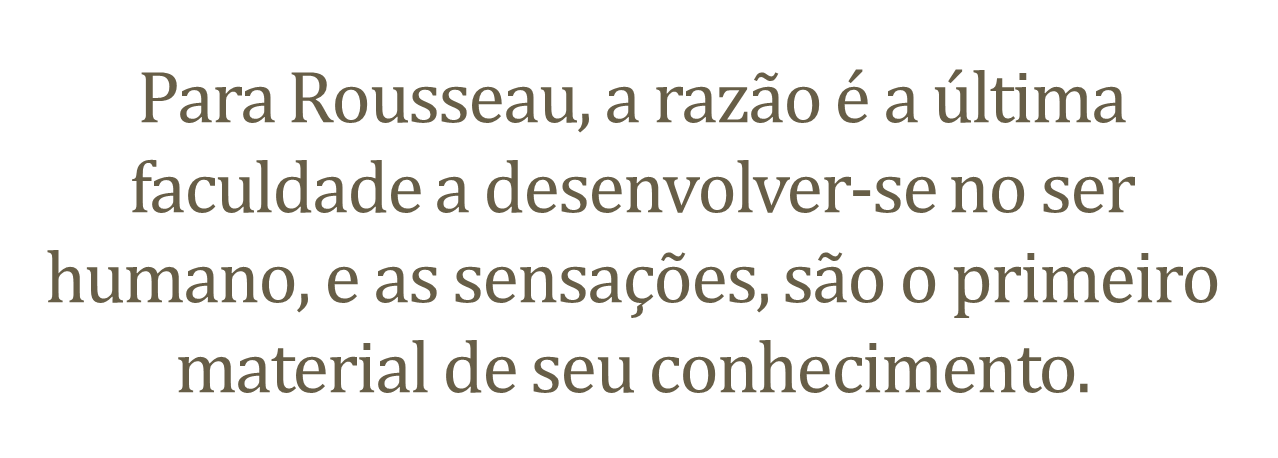 Para Rousseau, a razão é a última
faculdade a desenvolver-se no ser
humano, e as sensações, são o primeiro
material de seu conhecimento.